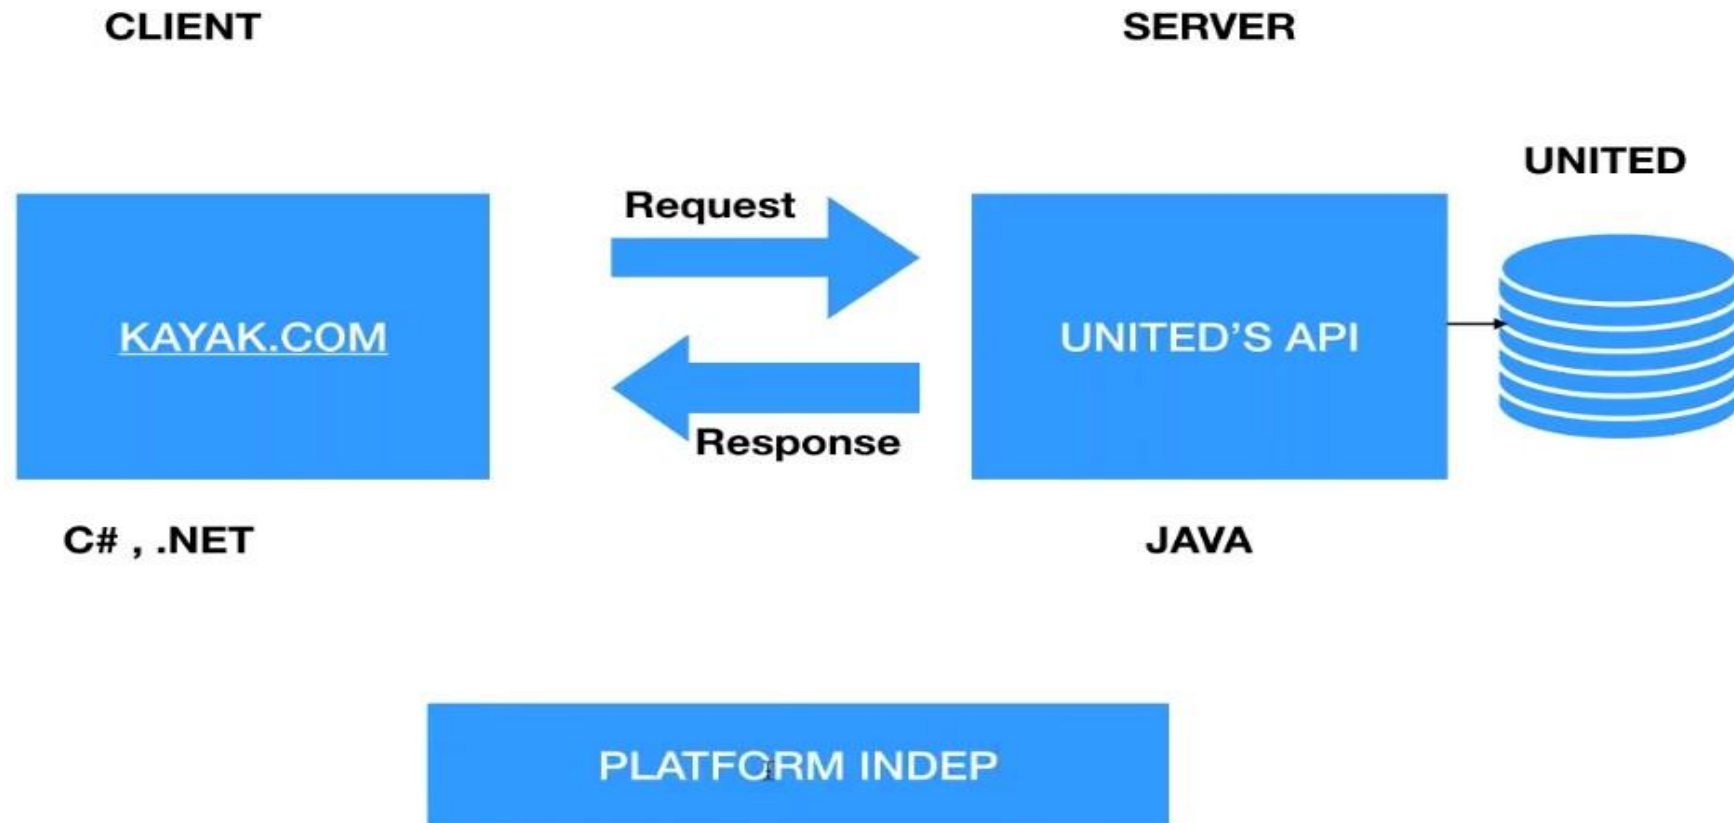 CLIENT
SERVER
UNITED
Request
KAYAK.COM
UNITED'S API
Response
C# , .NET
JAVA
PLATFORM INDEP